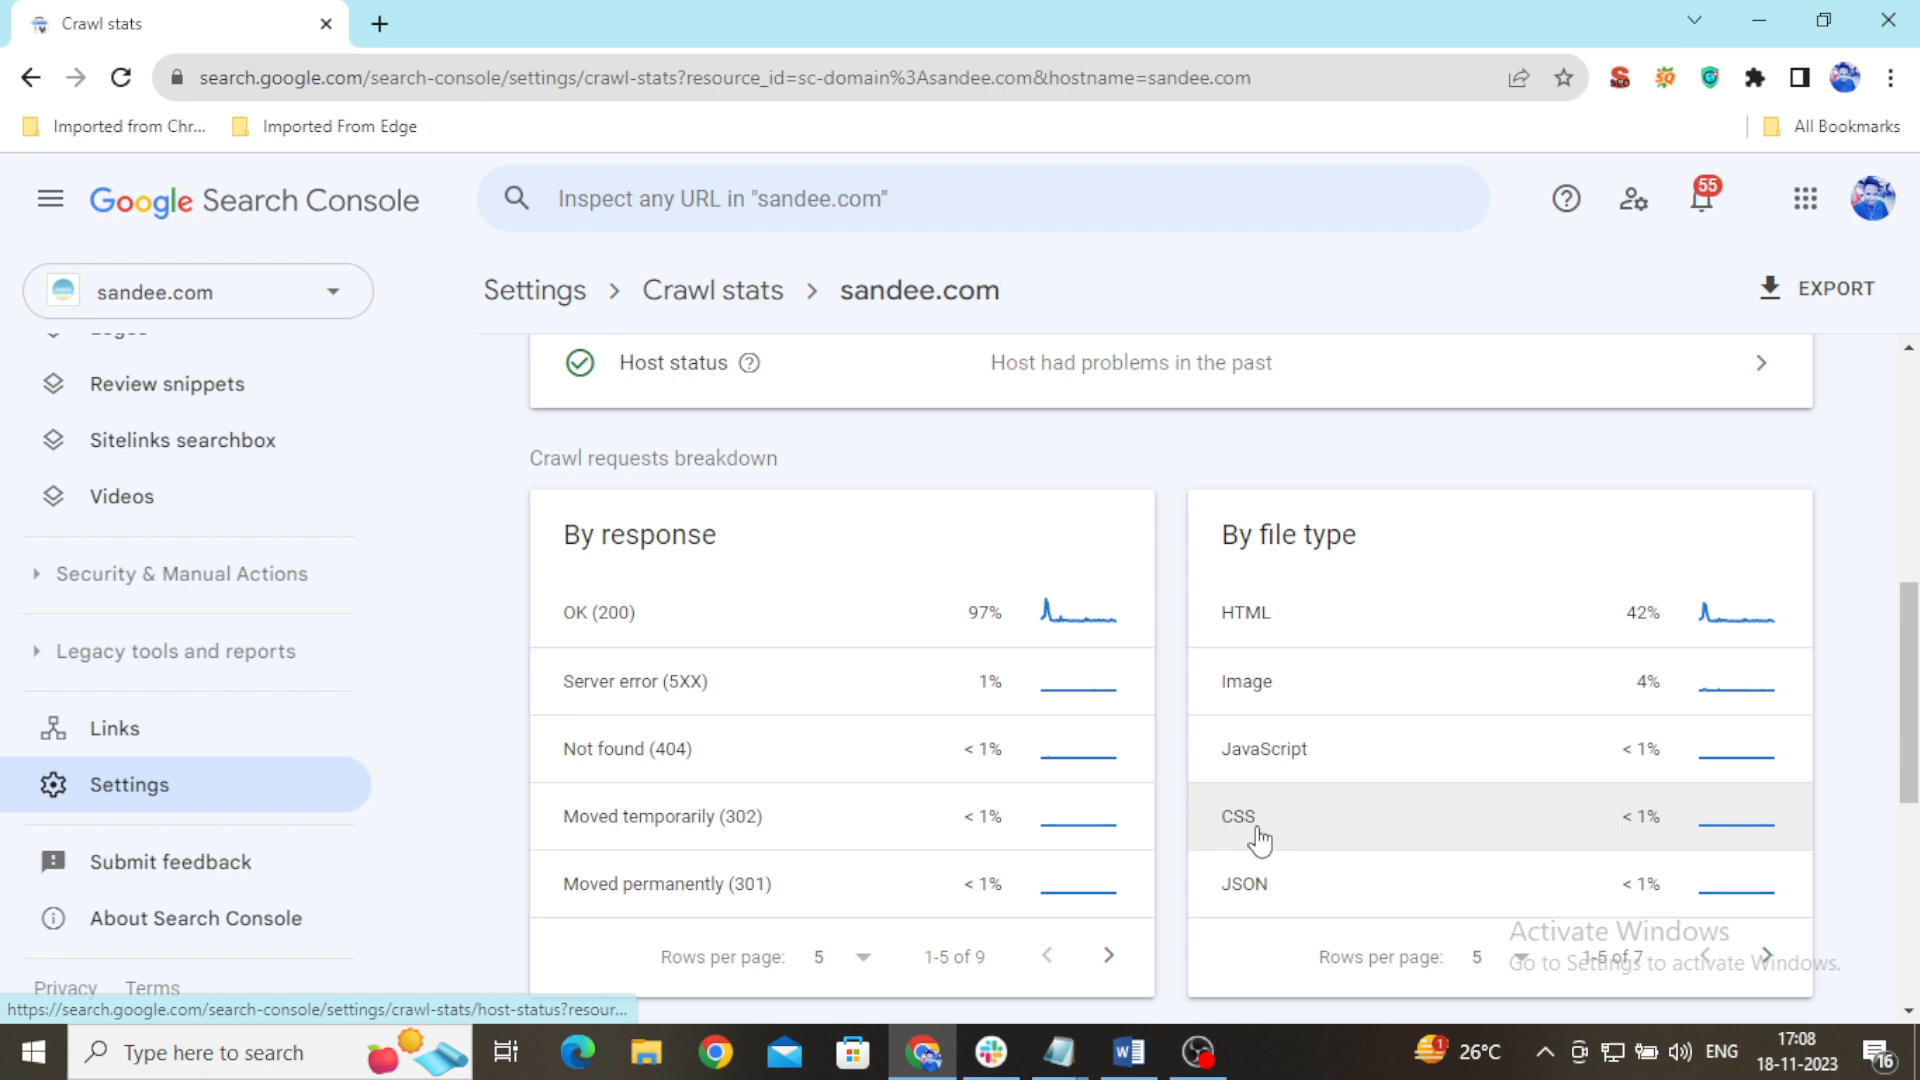 Crawl stats
search.google.com/search-console/settings/crawl-stats?resource_id=sc-domain%3Asandee.com&hostname=sandee.com
Imported from Chr...
Imported From Edge
All Bookmarks
Google Search Console
Inspect any URL in "sandee.com"
55
sandee.com
Settings > Crawl stats > sandee.com
EXPORT
Review snippets
Sitelinks searchbox
Videos
Security & Manual Actions
Legacy tools and reports
Links
Settings
Submit feedback
About Search Console
Privacy Terms
Host status
Host had problems in the past
Crawl requests breakdown
By response
OK (200) 97%
Server error (5XX) 1%
Not found (404) < 1%
Moved temporarily (302) < 1%
Moved permanently (301) < 1%
Rows per page: 5 1-5 of 9
By file type
HTML 42%
Image 4%
JavaScript < 1%
CSS < 1%
JSON < 1%
Rows per page: 5 1-5 of 7
Activate Windows
Go to Settings to activate Windows.
https://search.google.com/search-console/settings/crawl-stats/host-status?resour...
Type here to search
26°C
ENG
17:08
18-11-2023
16